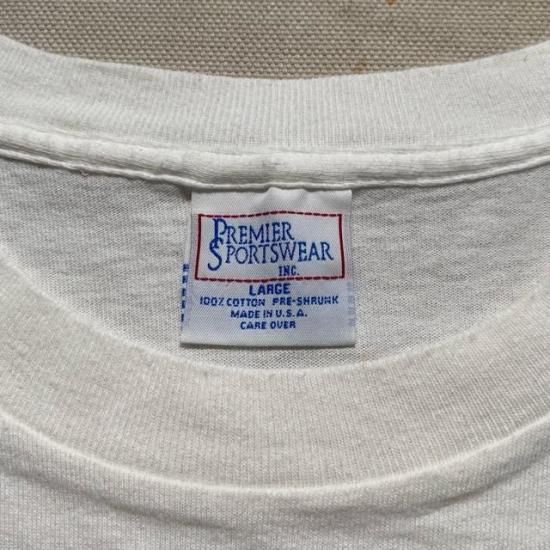 PREMIER
SPORTSWEAR
INC.
LARGE
100% COTTON PRE-SHRUNK
MADE IN U.S.A.
CARE OVER